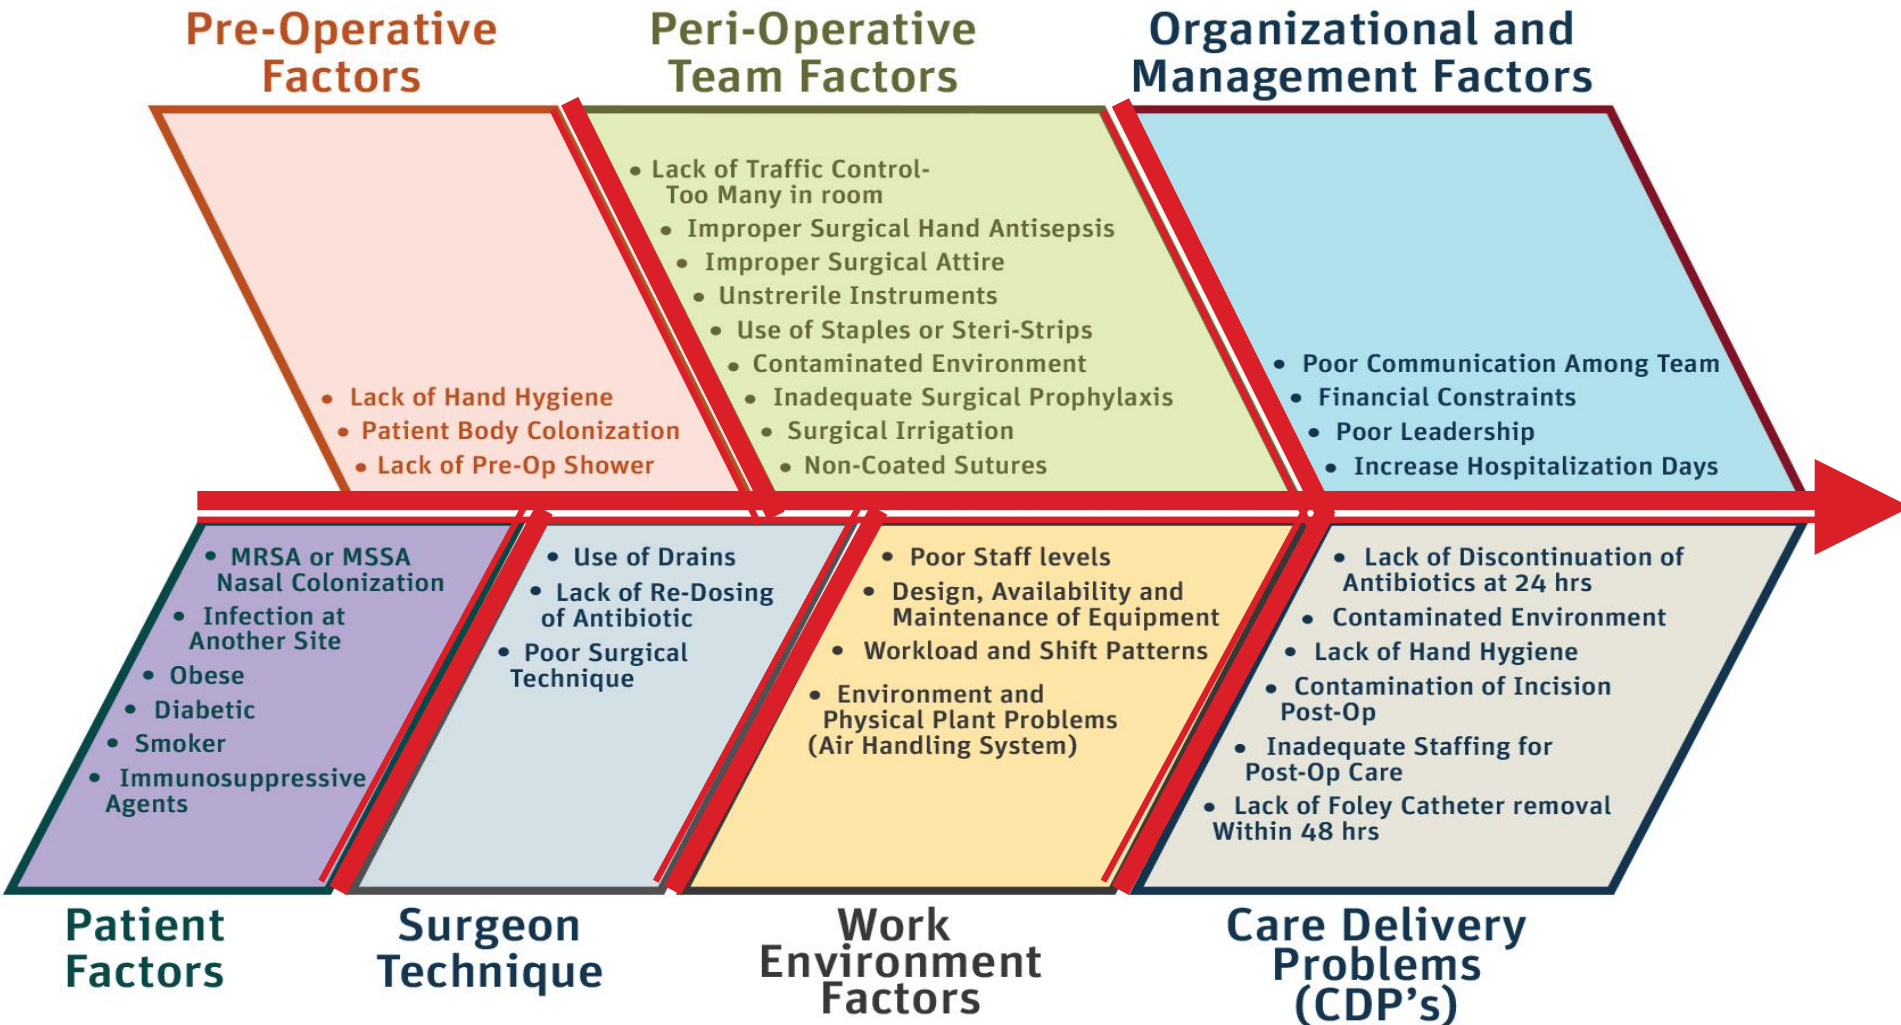 Pre-Operative
Factors
Peri-Operative
Team Factors
Organizational and
Management Factors
• Lack of Hand Hygiene
• Patient Body Colonization
• Lack of Pre-Op Shower
• Lack of Traffic Control-
Too Many in room
• Improper Surgical Hand Antisepsis
• Improper Surgical Attire
• Unstrerile Instruments
• Use of Staples or Steri-Strips
• Contaminated Environment
• Inadequate Surgical Prophylaxis
• Surgical Irrigation
• Non-Coated Sutures
• Poor Communication Among Team
• Financial Constraints
• Poor Leadership
• Increase Hospitalization Days
• MRSA or MSSA
Nasal Colonization
• Infection at
Another Site
• Obese
• Diabetic
• Smoker
• Immunosuppressive
Agents
• Use of Drains
• Lack of Re-Dosing
of Antibiotic
• Poor Surgical
Technique
• Poor Staff levels
• Design, Availability and
Maintenance of Equipment
• Workload and Shift Patterns
• Environment and
Physical Plant Problems
(Air Handling System)
• Lack of Discontinuation of
Antibiotics at 24 hrs
• Contaminated Environment
• Lack of Hand Hygiene
• Contamination of Incision
Post-Op
• Inadequate Staffing for
Post-Op Care
• Lack of Foley Catheter removal
Within 48 hrs
Patient
Factors
Surgeon
Technique
Work
Environment
Factors
Care Delivery
Problems
(CDP's)